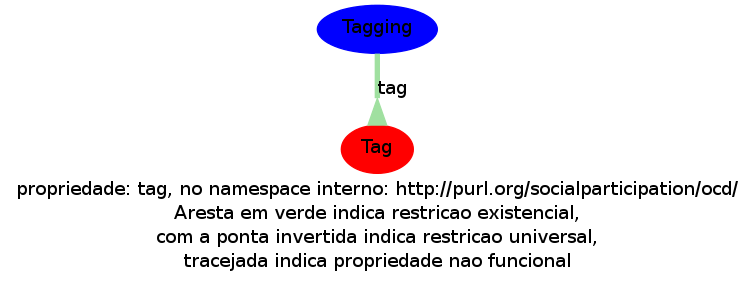 Tagging
tag
Tag
propriedade: tag, no namespace interno: http://purl.org/socialparticipation/ocd/
Aresta em verde indica restricao existencial,
com a ponta invertida indica restricao universal,
tracejada indica propriedade nao funcional